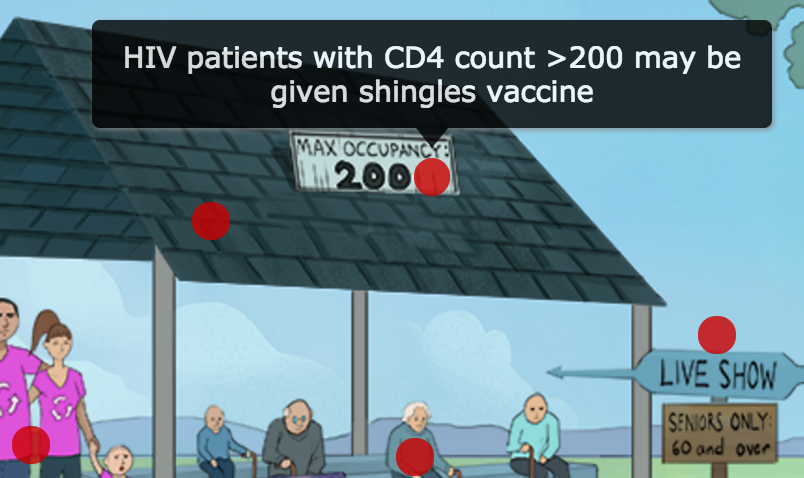 HIV patients with CD4 count >200 may be
given shingles vaccine
MAX OCCUPANCY:
200
LIVE SHOW
SENIORS ONLY:
60 and over